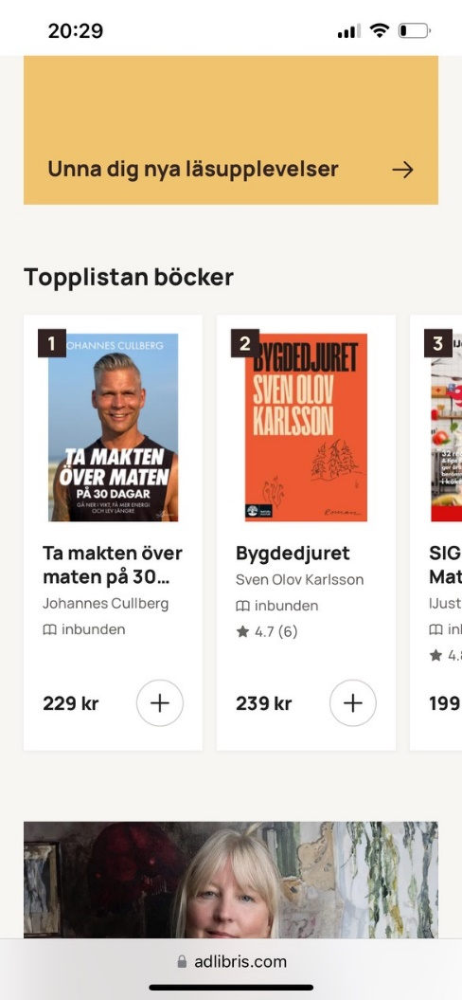 20:29
Unna dig nya läsupplevelser
Topplistan böcker
1
JOHANNES CULLBERG
TA MAKTEN
ÖVER MATEN
PÅ 30 DAGAR
GÅ NER I VIKT, FÅ MER ENERGI
OCH LEV LÄNGRE
Ta makten över
maten på 30...
Johannes Cullberg
inbunden
229 kr
2
BYGDEDJURET
SVEN OLOV
KARLSSON
Roman
Bygdedjuret
Sven Olov Karlsson
inbunden
4.7 (6)
239 kr
3
SIG
Mat
IJust
199
adlibris.com